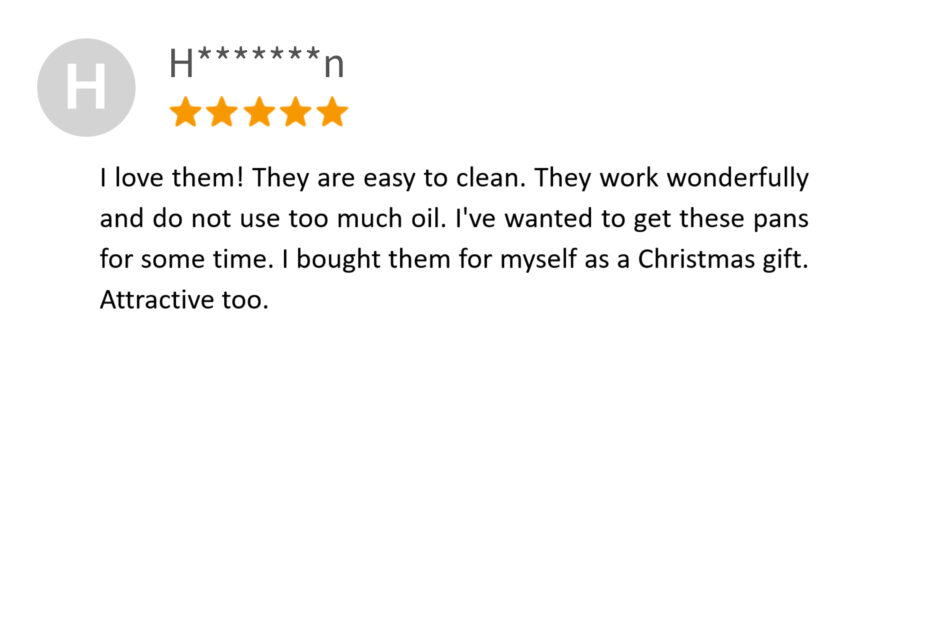 H
H*******n
I love them! They are easy to clean. They work wonderfully
and do not use too much oil. I've wanted to get these pans
for some time. I bought them for myself as a Christmas gift.
Attractive too.